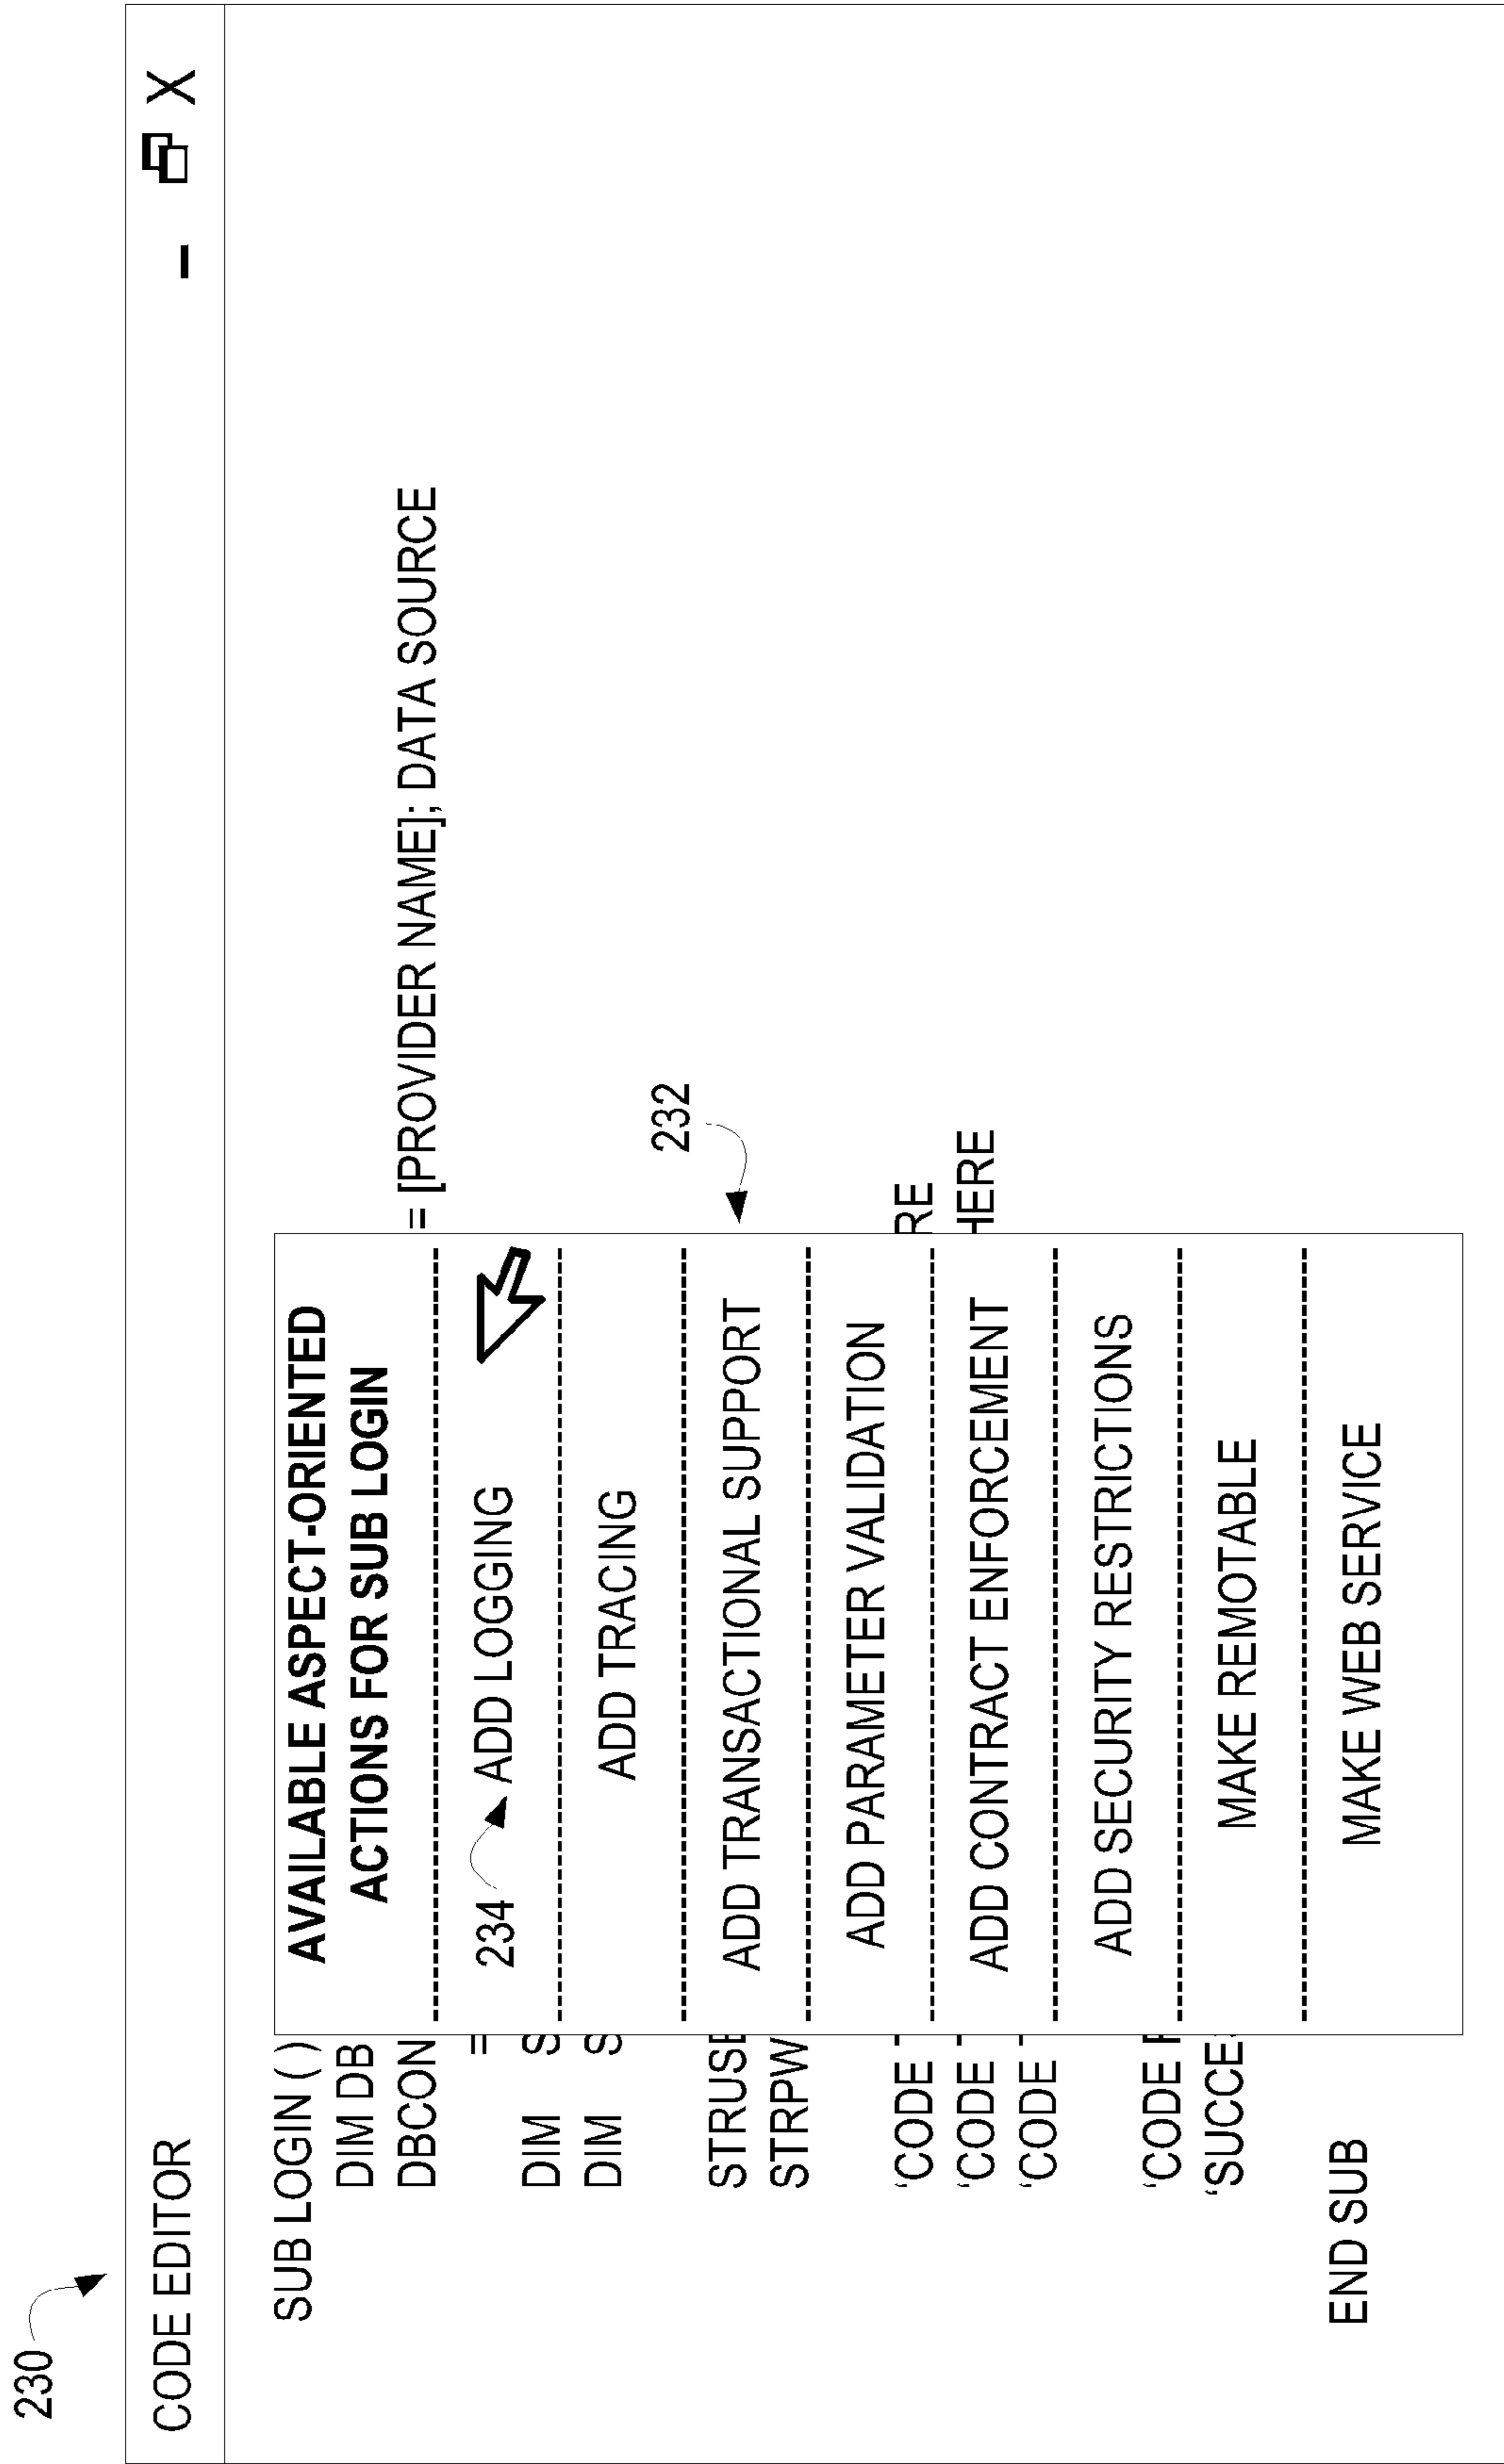 230
CODE EDITOR
SUB LOGIN ( )
AVAILABLE ASPECT-ORIENTED
DIM DB
ACTIONS FOR SUB LOGIN
DBCON
= [PROVIDER NAME]; DATA SOURCE
=
234
ADD LOGGING
DIM S
DIM S
ADD TRACING
232
STRUSE
ADD TRANSACTIONAL SUPPORT
STRPW
ADD PARAMETER VALIDATION
'CODE
RE
'CODE
HERE
ADD CONTRACT ENFORCEMENT
'CODE
ADD SECURITY RESTRICTIONS
'CODE
'SUCCE
MAKE REMOTABLE
END SUB
MAKE WEB SERVICE